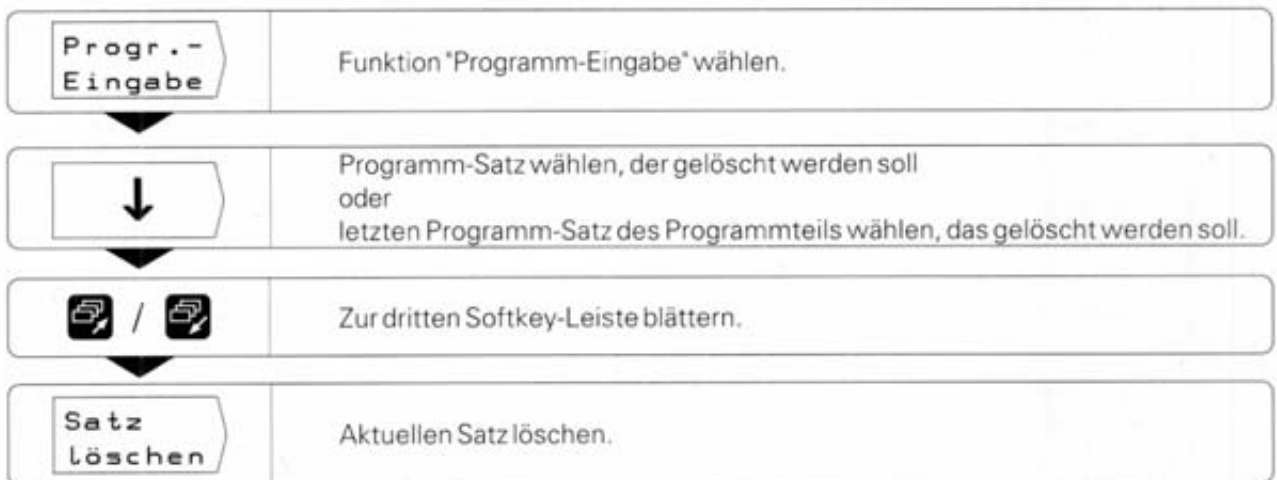 Progr.-
Eingabe
Funktion "Programm-Eingabe" wählen.
Programm-Satz wählen, der gelöscht werden soll
oder
letzten Programm-Satz des Programmteils wählen, das gelöscht werden soll.
/
Zur dritten Softkey-Leiste blättern.
Satz
löschen
Aktuellen Satz löschen.